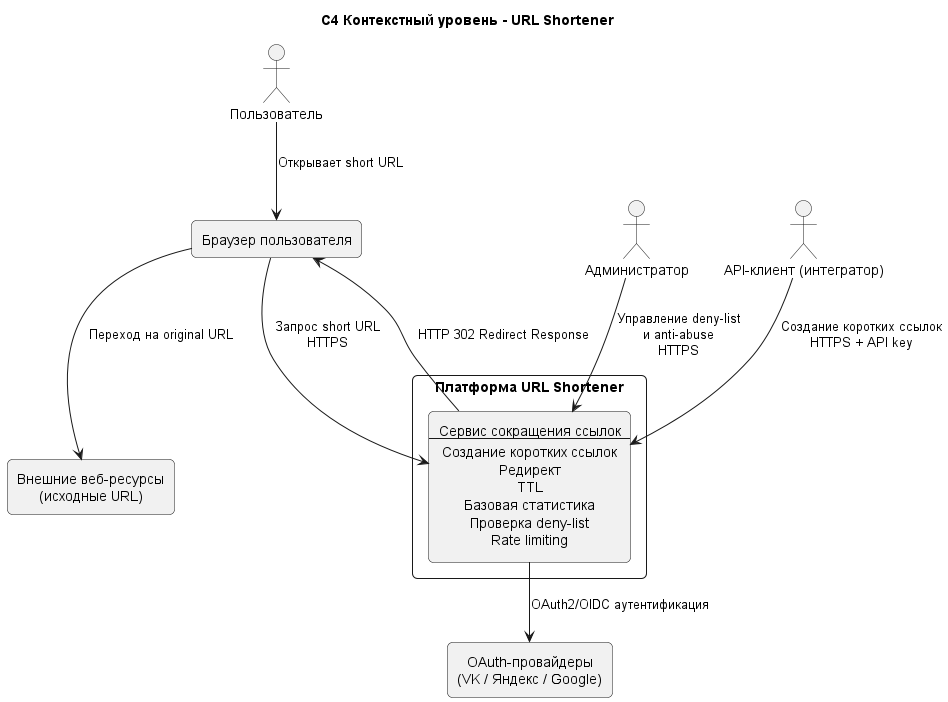 C4 Контекстный уровень - URL Shortener
Пользователь
Открывает short URL
Браузер пользователя
Администратор
API-клиент (интегратор)
Переход на original URL
Запрос short URL
HTTPS
HTTP 302 Redirect Response
Управление deny-list
и anti-abuse
HTTPS
Создание коротких ссылок
HTTPS + API key
Платформа URL Shortener
Сервис сокращения ссылок
Создание коротких ссылок
Редирект
TTL
Базовая статистика
Проверка deny-list
Rate limiting
Внешние веб-ресурсы
(исходные URL)
OAuth2/OIDC аутентификация
OAuth-провайдеры
(VK / Яндекс / Google)